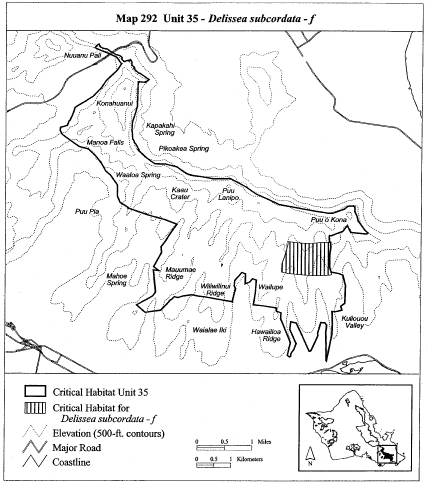 Map 292 Unit 35 - Delissea subcordata - f
Nuuanu Pali
Konahuanui
Kapakahi
Spring
Manoa Falls
Pikoakea Spring
Waaloa Spring
Kaau
Crater
Puu
Lanipo
Puu Pia
Puu o Kona
Mauumae
Ridge
Mahoe
Spring
Wiliwilinui
Ridge
Wailupe
Kuliouou
Valley
Waialae Iki
Hawailoa
Ridge
Critical Habitat Unit 35
Critical Habitat for
Delissea subcordata - f
Elevation (500-ft. contours)
Major Road
Coastline
0 0.5 1 Miles
0 0.5 1 Kilometers
N